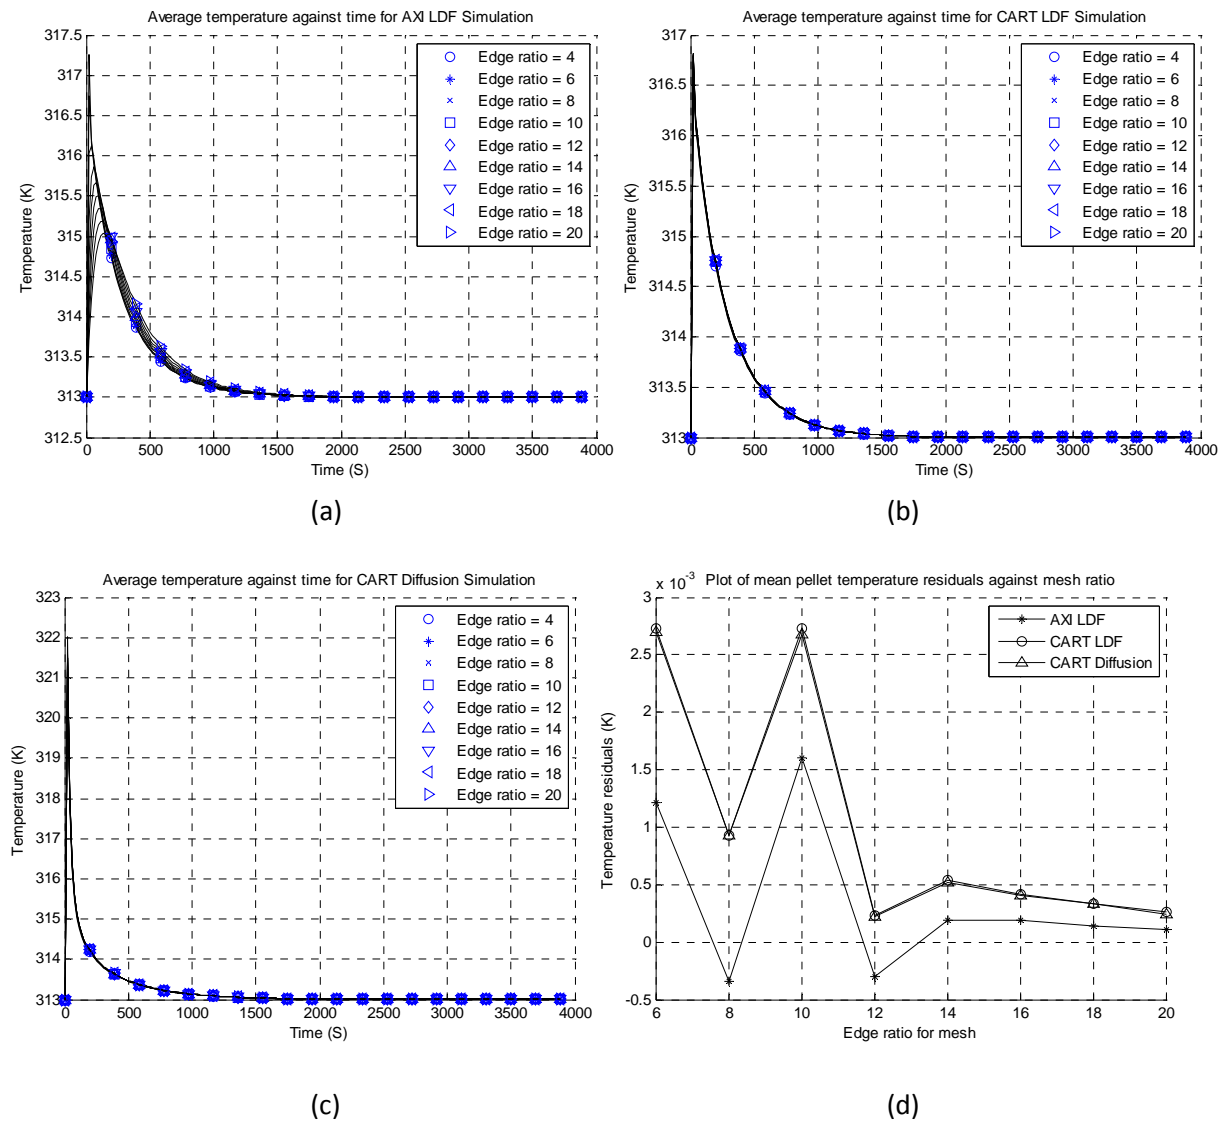 Average temperature against time for AXI LDF Simulation
317.5
317
316.5
316
315.5
315
314.5
314
313.5
313
312.5
Temperature (K)
0 500 1000 1500 2000 2500 3000 3500 4000
Time (S)
Edge ratio = 4
Edge ratio = 6
Edge ratio = 8
Edge ratio = 10
Edge ratio = 12
Edge ratio = 14
Edge ratio = 16
Edge ratio = 18
Edge ratio = 20
(a)
Average temperature against time for CART LDF Simulation
317
316.5
316
315.5
315
314.5
314
313.5
313
Temperature (K)
0 500 1000 1500 2000 2500 3000 3500 4000
Time (S)
Edge ratio = 4
Edge ratio = 6
Edge ratio = 8
Edge ratio = 10
Edge ratio = 12
Edge ratio = 14
Edge ratio = 16
Edge ratio = 18
Edge ratio = 20
(b)
Average temperature against time for CART Diffusion Simulation
323
322
321
320
319
318
317
316
315
314
313
Temperature (K)
0 500 1000 1500 2000 2500 3000 3500 4000
Time (S)
Edge ratio = 4
Edge ratio = 6
Edge ratio = 8
Edge ratio = 10
Edge ratio = 12
Edge ratio = 14
Edge ratio = 16
Edge ratio = 18
Edge ratio = 20
(c)
x 10⁻³ Plot of mean pellet temperature residuals against mesh ratio
3
2.5
2
1.5
1
0.5
0
-0.5
Temperature residuals (K)
6 8 10 12 14 16 18 20
Edge ratio for mesh
AXI LDF
CART LDF
CART Diffusion
(d)